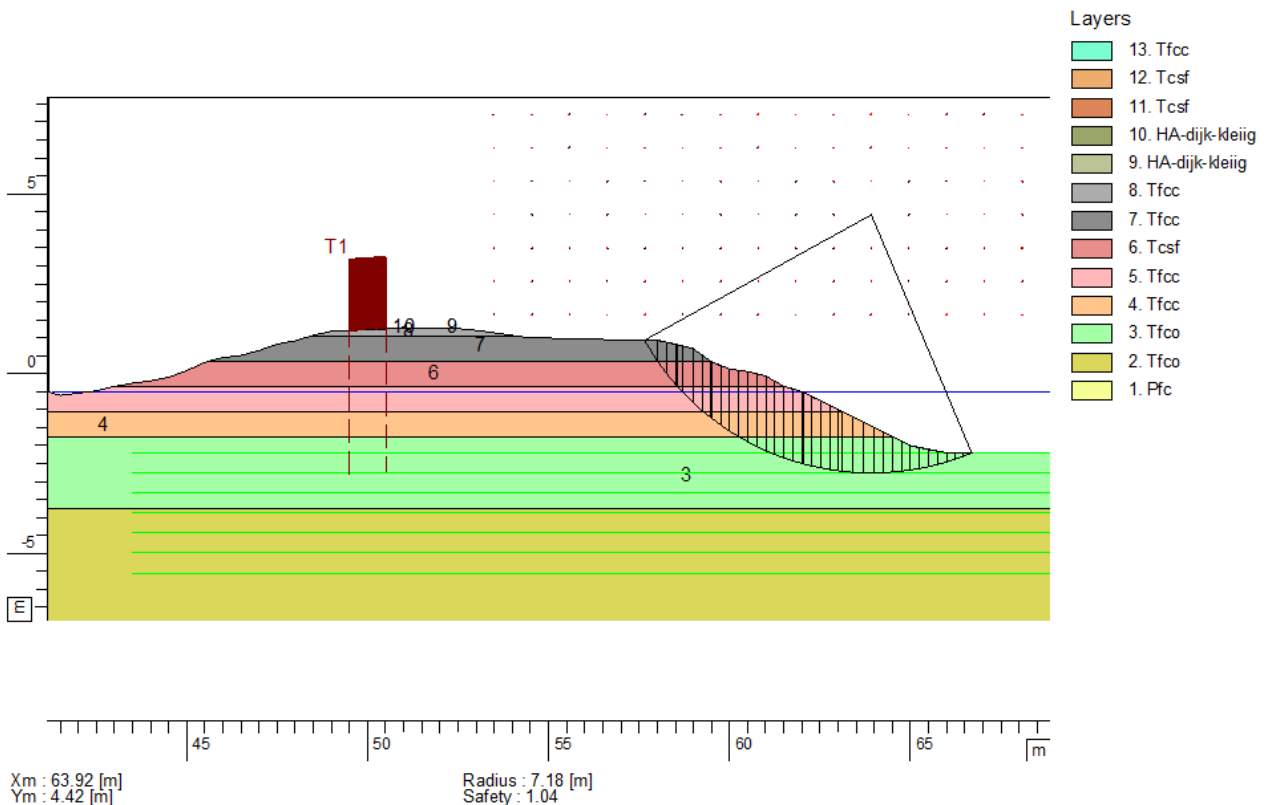 Layers
13. Tfcc
12. Tcsf
11. Tcsf
10. HA-dijk-kleiig
9. HA-dijk-kleiig
8. Tfcc
7. Tfcc
6. Tcsf
5. Tfcc
4. Tfcc
3. Tfco
2. Tfco
1. Pfc
5
T1
10
9
7
0
6
4
3
-5
m
45
50
55
60
65
m
Xm : 63.92 [m]
Radius : 7.18 [m]
Ym : 4.42 [m]
Safety : 1.04